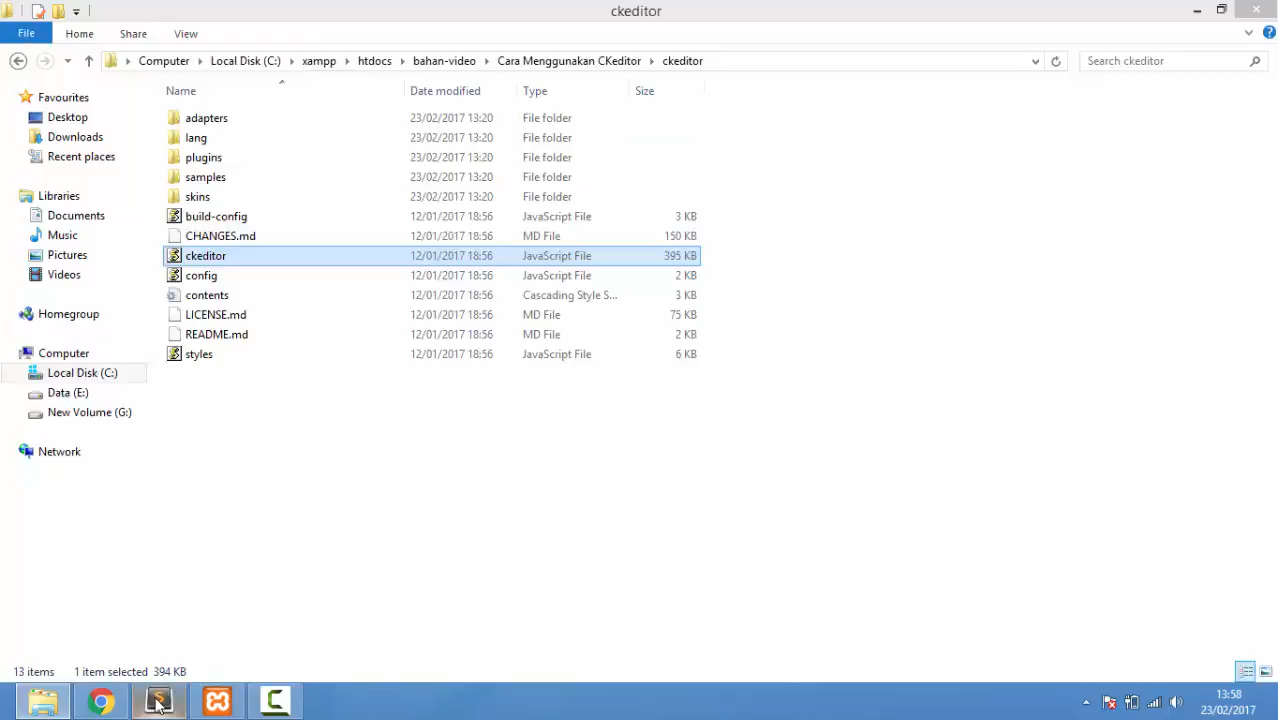 ckeditor
File Home Share View
Computer Local Disk (C:) xampp htdocs bahan-video Cara Menggunakan CKeditor ckeditor Search ckeditor
Name Date modified Type Size
Favourites
Desktop
Downloads
Recent places
Libraries
Documents
Music
Pictures
Videos
Homegroup
Computer
Local Disk (C:)
Data (E:)
New Volume (G:)
Network
adapters 23/02/2017 13:20 File folder
lang 23/02/2017 13:20 File folder
plugins 23/02/2017 13:20 File folder
samples 23/02/2017 13:20 File folder
skins 23/02/2017 13:20 File folder
build-config 12/01/2017 18:56 JavaScript File 3 KB
CHANGES.md 12/01/2017 18:56 MD File 150 KB
ckeditor 12/01/2017 18:56 JavaScript File 395 KB
config 12/01/2017 18:56 JavaScript File 2 KB
contents 12/01/2017 18:56 Cascading Style S... 3 KB
LICENSE.md 12/01/2017 18:56 MD File 75 KB
README.md 12/01/2017 18:56 MD File 2 KB
styles 12/01/2017 18:56 JavaScript File 6 KB
13 items 1 item selected 394 KB
13:58
23/02/2017